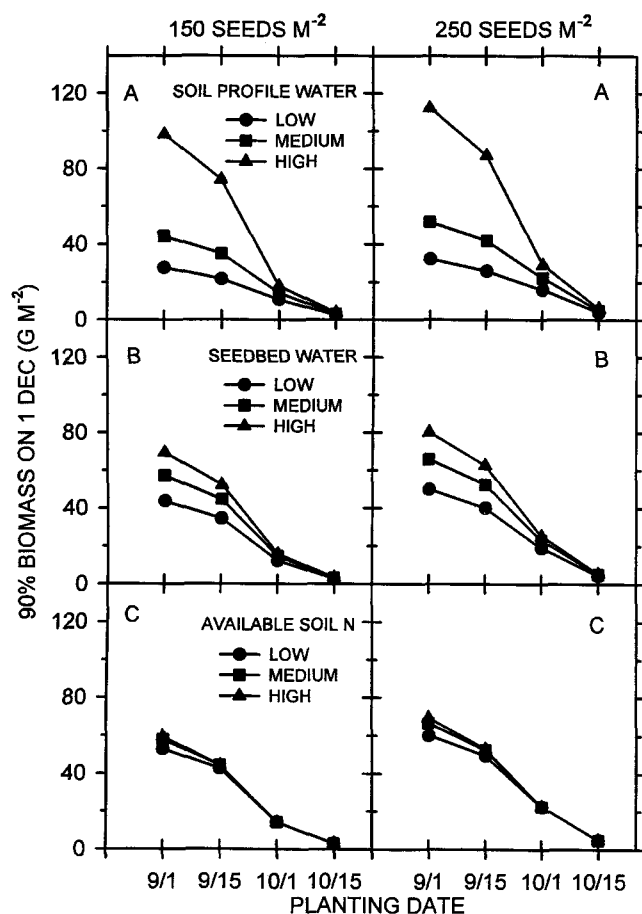 150 SEEDS M⁻² 250 SEEDS M⁻²
90% BIOMASS ON 1 DEC (G M⁻²)
120
80
40
0
A SOIL PROFILE WATER
LOW
MEDIUM
HIGH
A
120
80
40
0
B SEEDBED WATER
LOW
MEDIUM
HIGH
B
120
80
40
0
C AVAILABLE SOIL N
LOW
MEDIUM
HIGH
C
9/1 9/15 10/1 10/15 9/1 9/15 10/1 10/15
PLANTING DATE